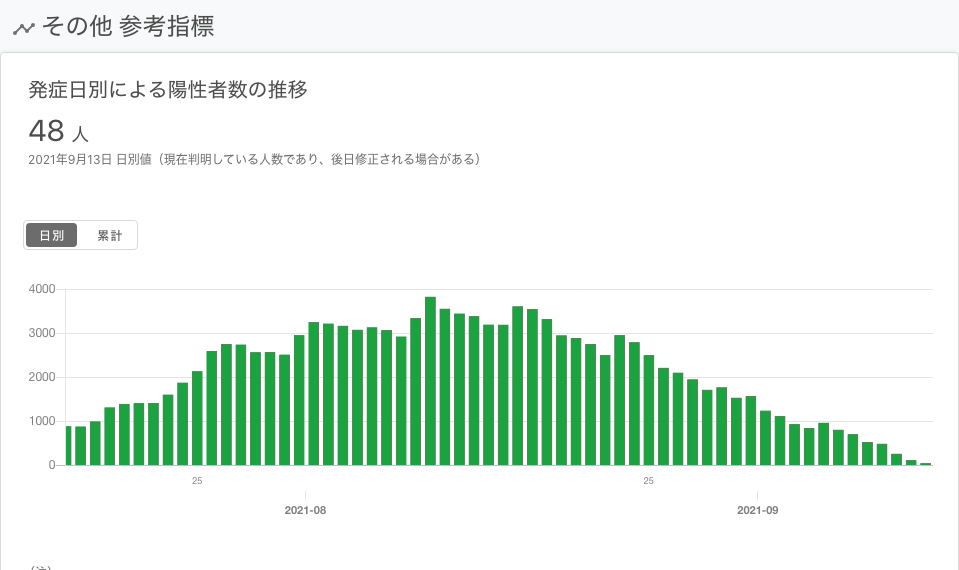 その他 参考指標
発症日別による陽性者数の推移
48 人
2021年9月13日 日別値（現在判明している人数であり、後日修正される場合がある）
日別 累計
4000
3000
2000
1000
0
25 25
2021-08 2021-09
（注）